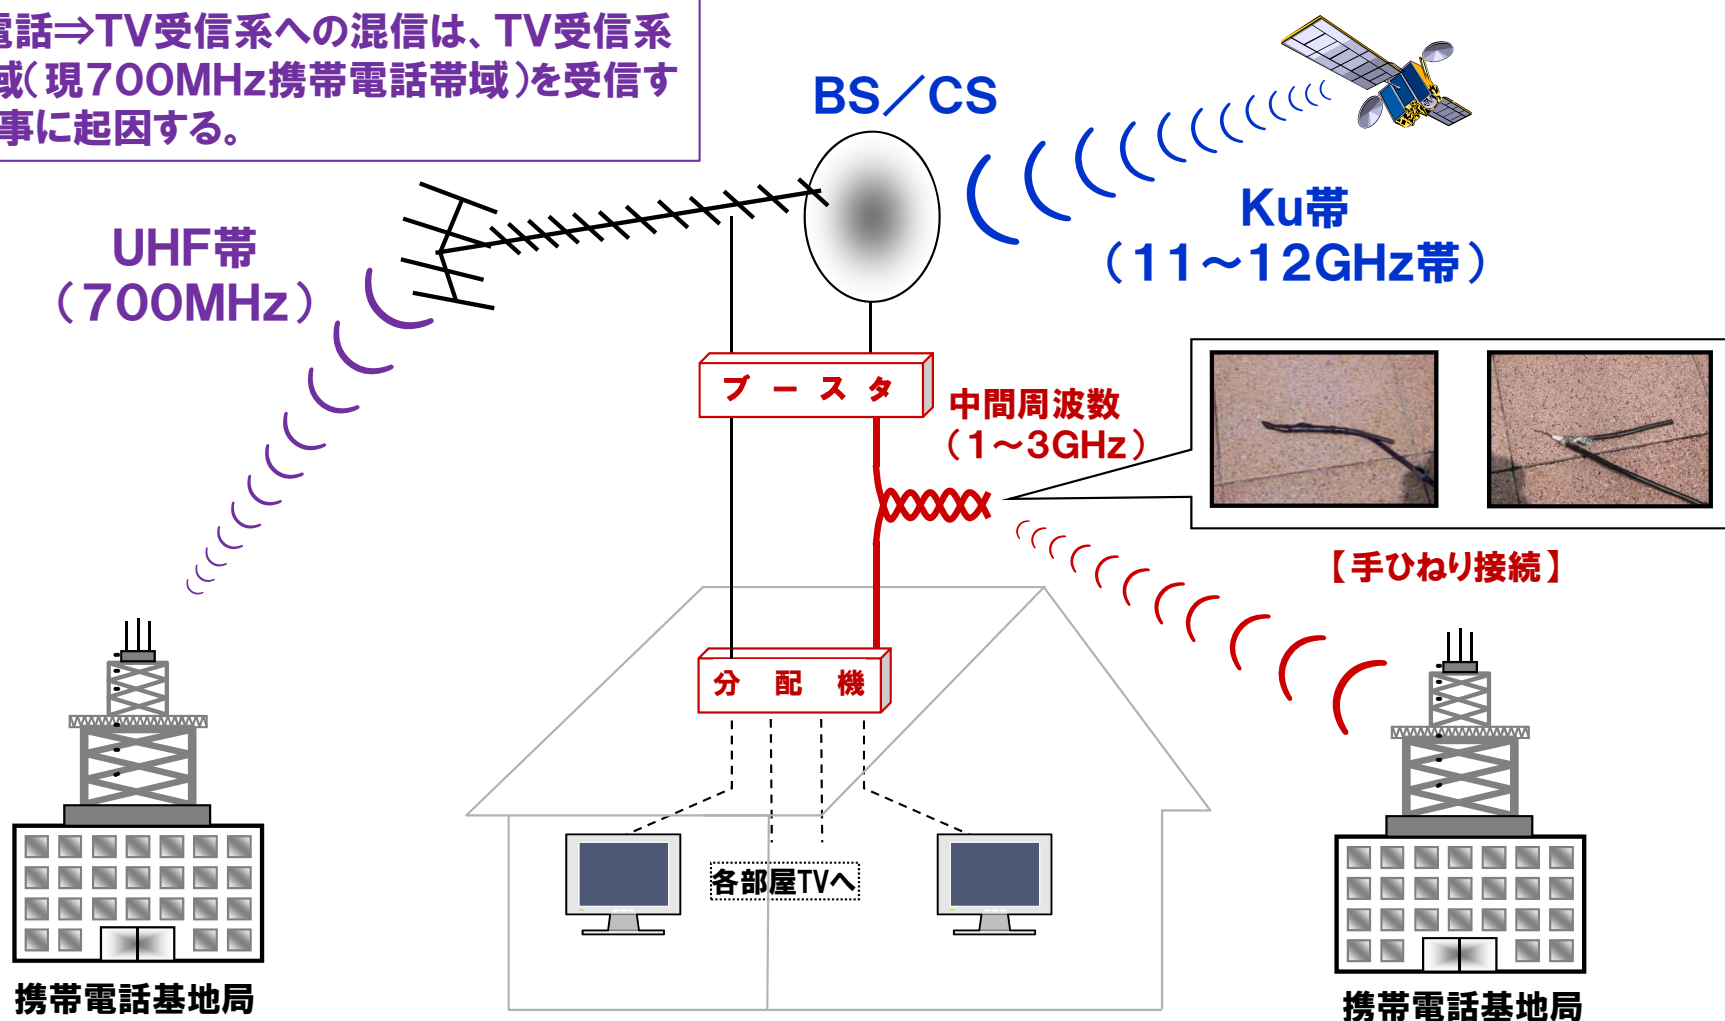 電話⇒TV受信系への混信は、TV受信系
域(現700MHz携帯電話帯域)を受信す
事に起因する。
BS/CS
UHF帯
(700MHz)
Ku帯
(11~12GHz帯)
ブースタ
中間周波数
(1~3GHz)
【手ひねり接続】
分配機
各部屋TVへ
携帯電話基地局
携帯電話基地局